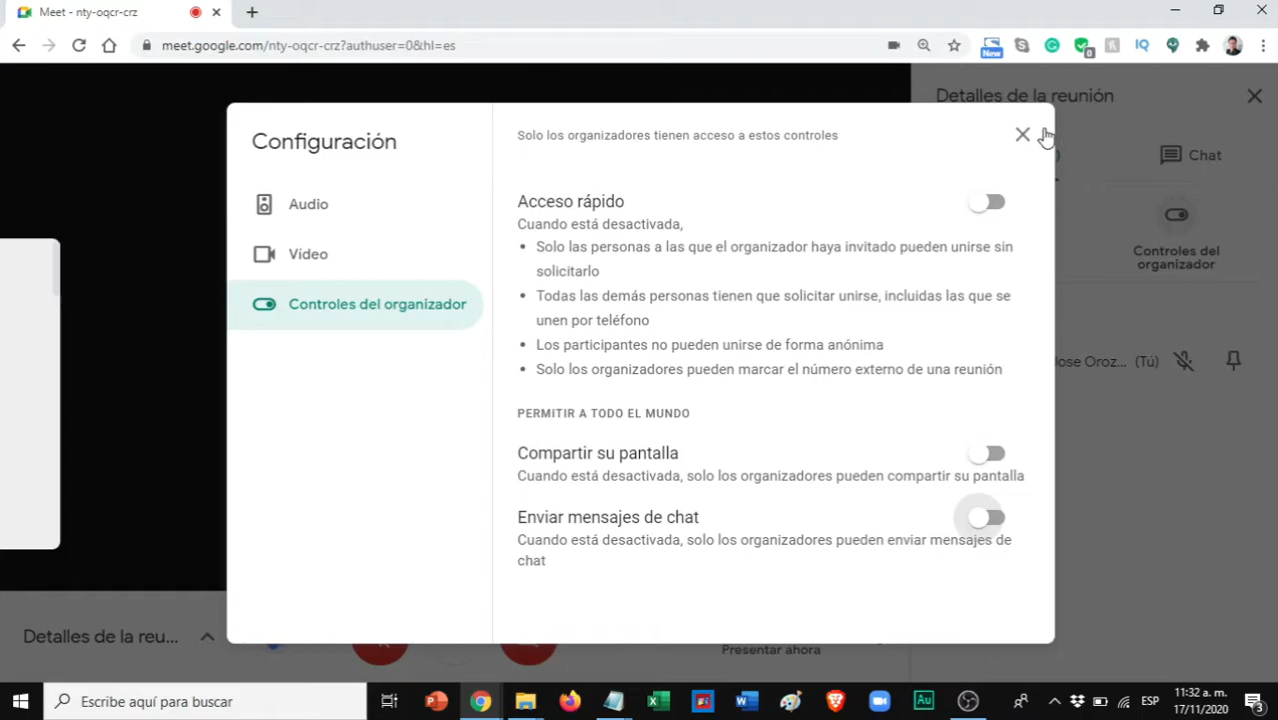 Meet - nty-oqcr-crz
meet.google.com/nty-oqcr-crz?authuser=0&hl=es
New
0
Detalles de la reunión
Configuración
Solo los organizadores tienen acceso a estos controles
Chat
Audio
Acceso rápido
Cuando está desactivada,
Vídeo
Solo las personas a las que el organizador haya invitado pueden unirse sin
solicitarlo
Controles del
organizador
Controles del organizador
Todas las demás personas tienen que solicitar unirse, incluidas las que se
unen por teléfono
Los participantes no pueden unirse de forma anónima
Solo los organizadores pueden marcar el número externo de una reunión
Jose Oroz... (Tú)
PERMITIR A TODO EL MUNDO
Compartir su pantalla
Cuando está desactivada, solo los organizadores pueden compartir su pantalla
Enviar mensajes de chat
Cuando está desactivada, solo los organizadores pueden enviar mensajes de
chat
Detalles de la reu...
Presentar ahora
Escribe aquí para buscar
ESP
11:32 a. m.
17/11/2020
3